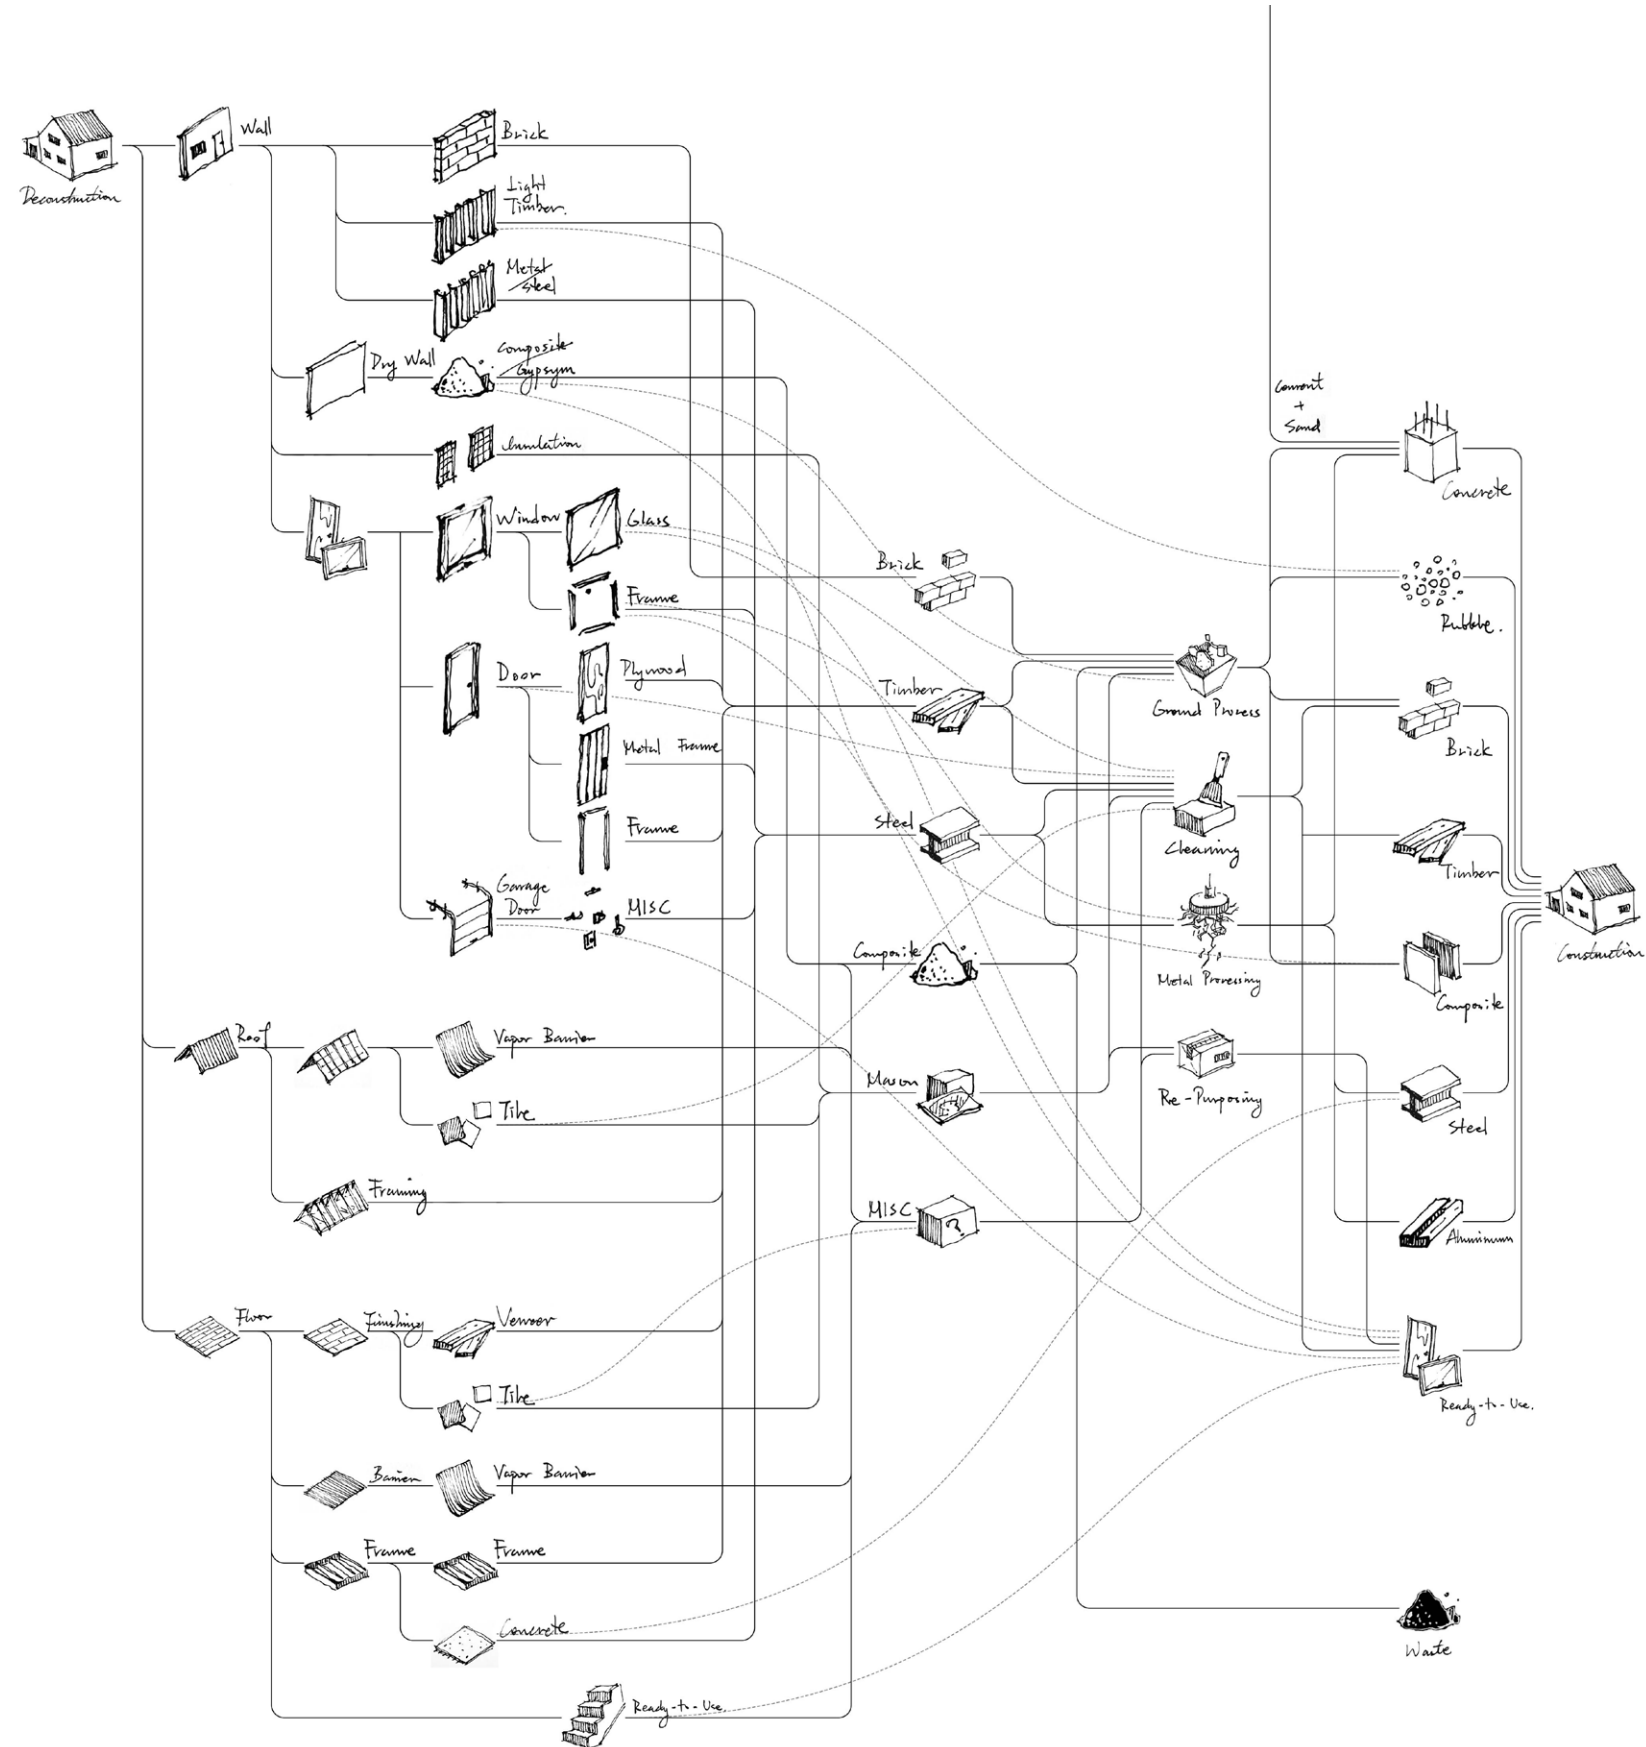 Deconstruction
Wall
Brick
Light
Timber.
Metal
Steel
Dry Wall
Composite
Gypsym
Insulation
Window
Glass
Frame
Door
Plywood
Metal Frame
Frame
Garage
Door
MISC
Roof
Vapor Barrier
Tile
Framing
Floor
Finishing
Veneer
Tile
Barrier
Vapor Barrier
Frame
Frame
Concrete
Ready-to-Use.
Brick
Timber
Steel
Composite
Mason
MISC
Ground Process
Cleaning
Metal Processing
Re-Purposing
+
Sand
Concrete
Brick
Timber
Composite
Steel
Aluminum
Ready-to-Use.
Waste
Construction